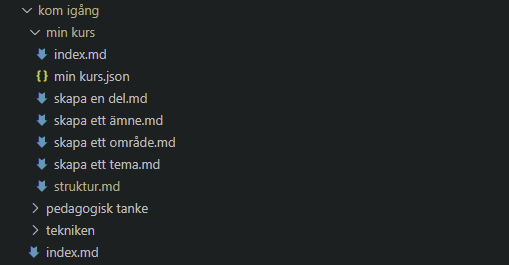 kom igång
min kurs
index.md
{} min kurs.json
skapa en del.md
skapa ett ämne.md
skapa ett område.md
skapa ett tema.md
struktur.md
pedagogisk tanke
tekniken
index.md